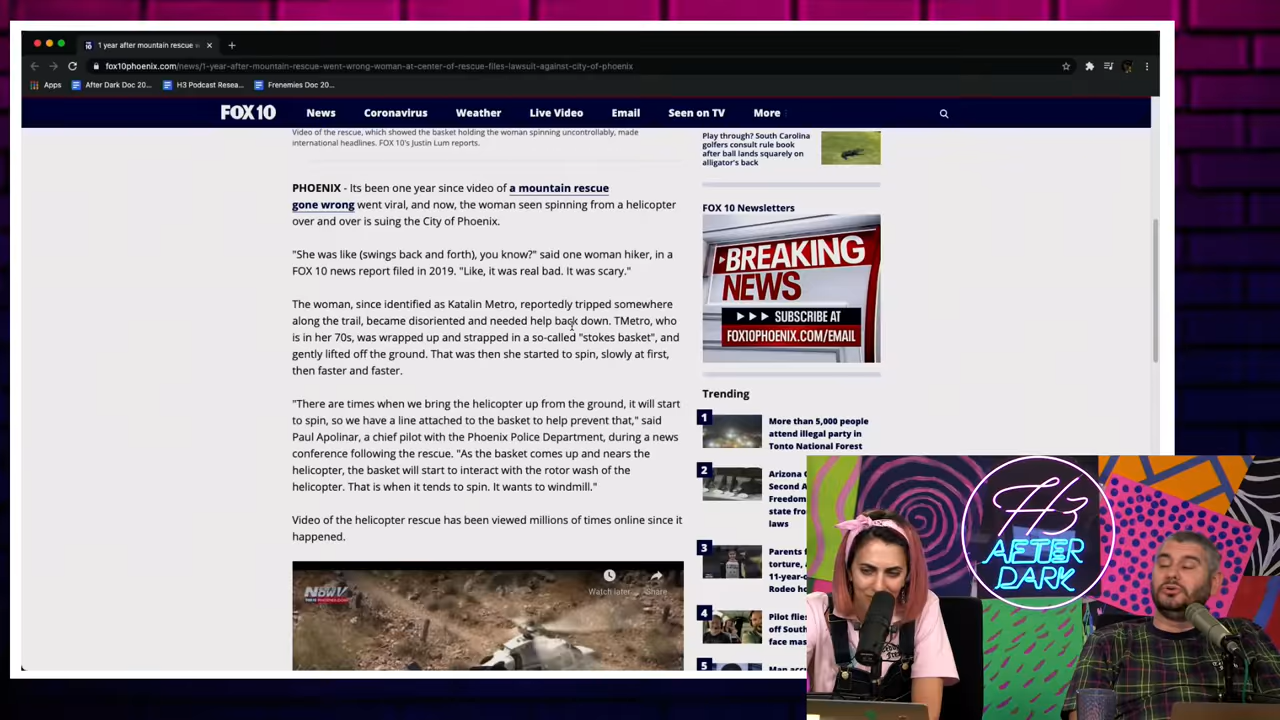 1 year after mountain rescue w
fox10phoenix.com/news/1-year-after-mountain-rescue-went-wrong-woman-at-center-of-rescue-files-lawsuit-against-city-of-phoenix
Apps
After Dark Doc 20...
H3 Podcast Resea...
Frenemies Doc 20...
FOX 10
News
Coronavirus
Weather
Live Video
Email
Seen on TV
More
Video of the rescue, which showed the basket holding the woman spinning uncontrollably, made
international headlines. FOX 10's Justin Lum reports.
PHOENIX - Its been one year since video of a mountain rescue
gone wrong went viral, and now, the woman seen spinning from a helicopter
over and over is suing the City of Phoenix.
"She was like (swings back and forth), you know?" said one woman hiker, in a
FOX 10 news report filed in 2019. "Like, it was real bad. It was scary."
The woman, since identified as Katalin Metro, reportedly tripped somewhere
along the trail, became disoriented and needed help back down. TMetro, who
is in her 70s, was wrapped up and strapped in a so-called "stokes basket", and
gently lifted off the ground. That was then she started to spin, slowly at first,
then faster and faster.
"There are times when we bring the helicopter up from the ground, it will start
to spin, so we have a line attached to the basket to help prevent that," said
Paul Apolinar, a chief pilot with the Phoenix Police Department, during a news
conference following the rescue. "As the basket comes up and nears the
helicopter, the basket will start to interact with the rotor wash of the
helicopter. That is when it tends to spin. It wants to windmill."
Video of the helicopter rescue has been viewed millions of times online since it
happened.
NOW
Watch later
Share
Play through? South Carolina
golfers consult rule book
after ball lands squarely on
alligator's back
FOX 10 Newsletters
BREAKING
NEWS
SUBSCRIBE AT
FOX10PHOENIX.COM/EMAIL
Trending
1
More than 5,000 people
attend illegal party in
Tonto National Forest
2
Arizona G
Second A
Freedom
state fro
laws
3
Parents f
torture, a
11-year-o
Rodeo ho
4
Pilot flies
off South
face mas
5
Man accu
H3
AFTER
DARK